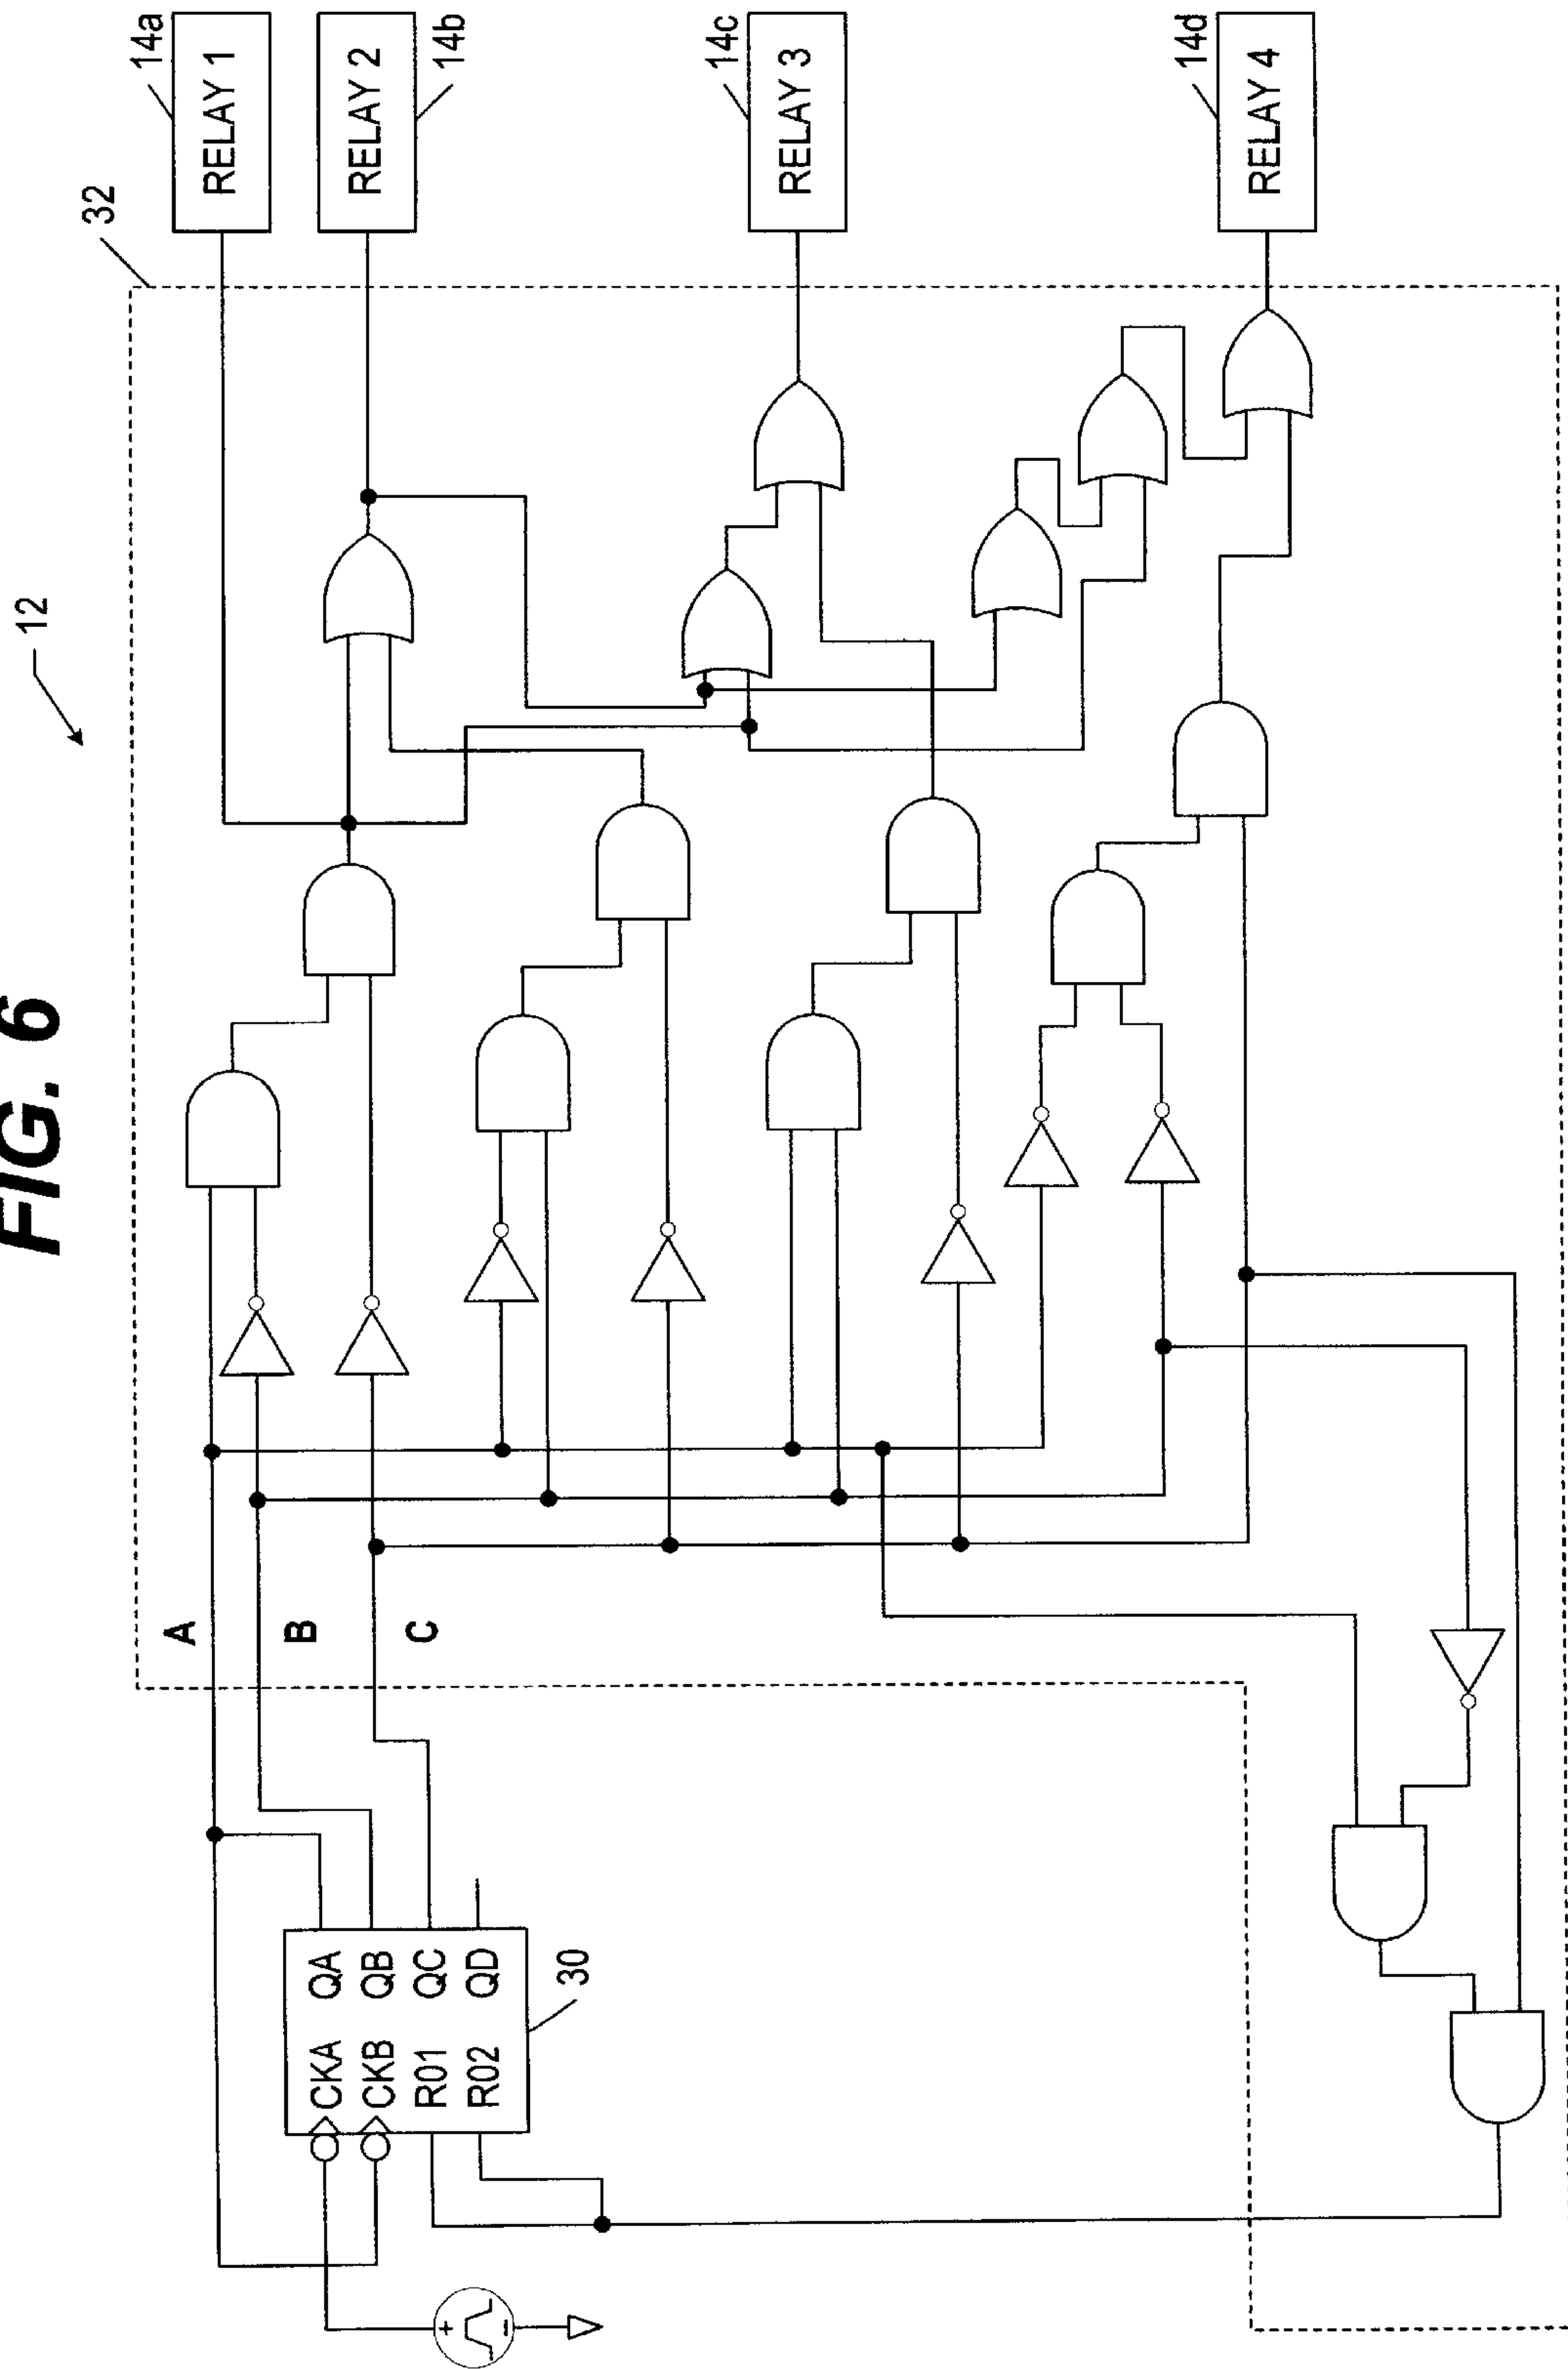 FIG. 6
12
32
14a
RELAY 1
RELAY 2
14b
14c
RELAY 3
14d
RELAY 4
A
B
C
CKA QA
CKB QB
R01 QC
R02 QD
30
+
-